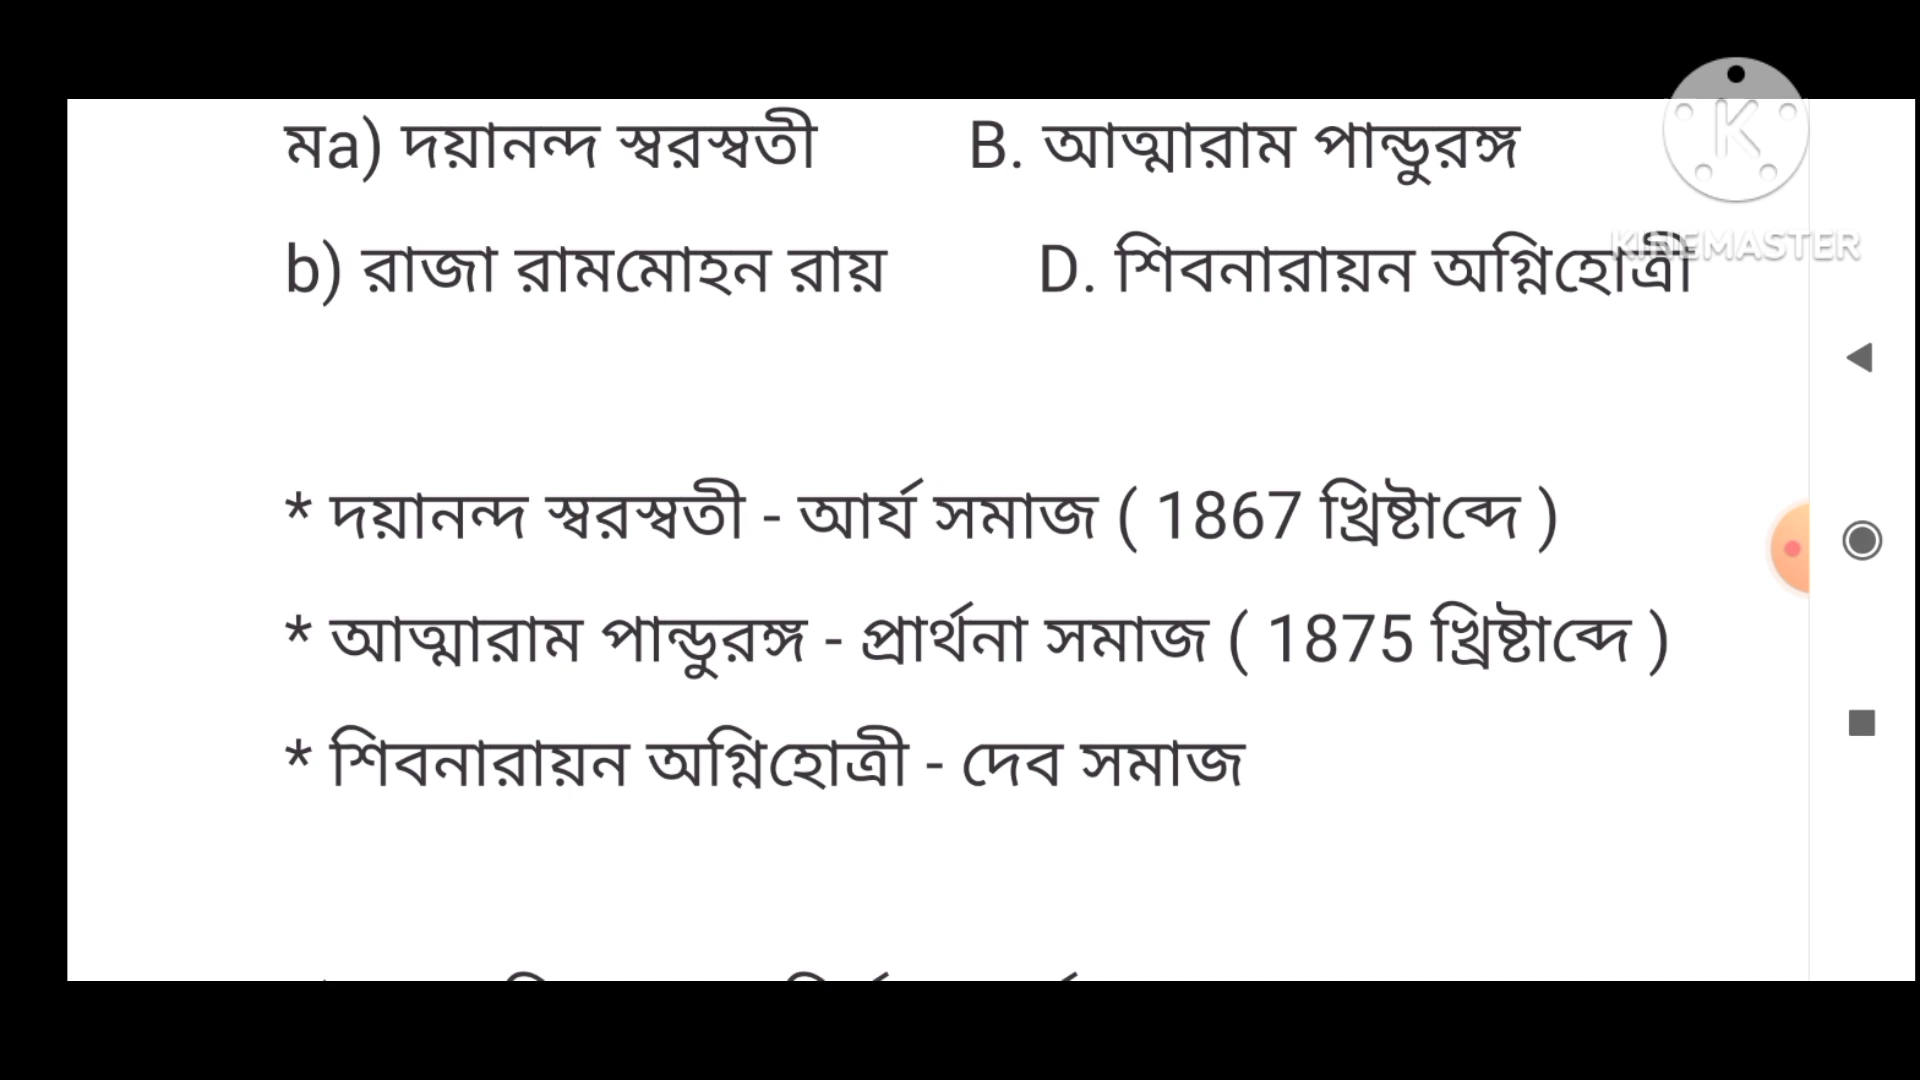 মa) দয়ানন্দ স্বরস্বতী B. আত্মারাম পান্ডুরঙ্গ
b) রাজা রামমোহন রায় D. শিবনারায়ন অগ্নিহোত্রী
* দয়ানন্দ স্বরস্বতী - আর্য সমাজ ( 1867 খ্রিষ্টাব্দে )
* আত্মারাম পান্ডুরঙ্গ - প্রার্থনা সমাজ ( 1875 খ্রিষ্টাব্দে )
* শিবনারায়ন অগ্নিহোত্রী - দেব সমাজ
K
KINEMASTER